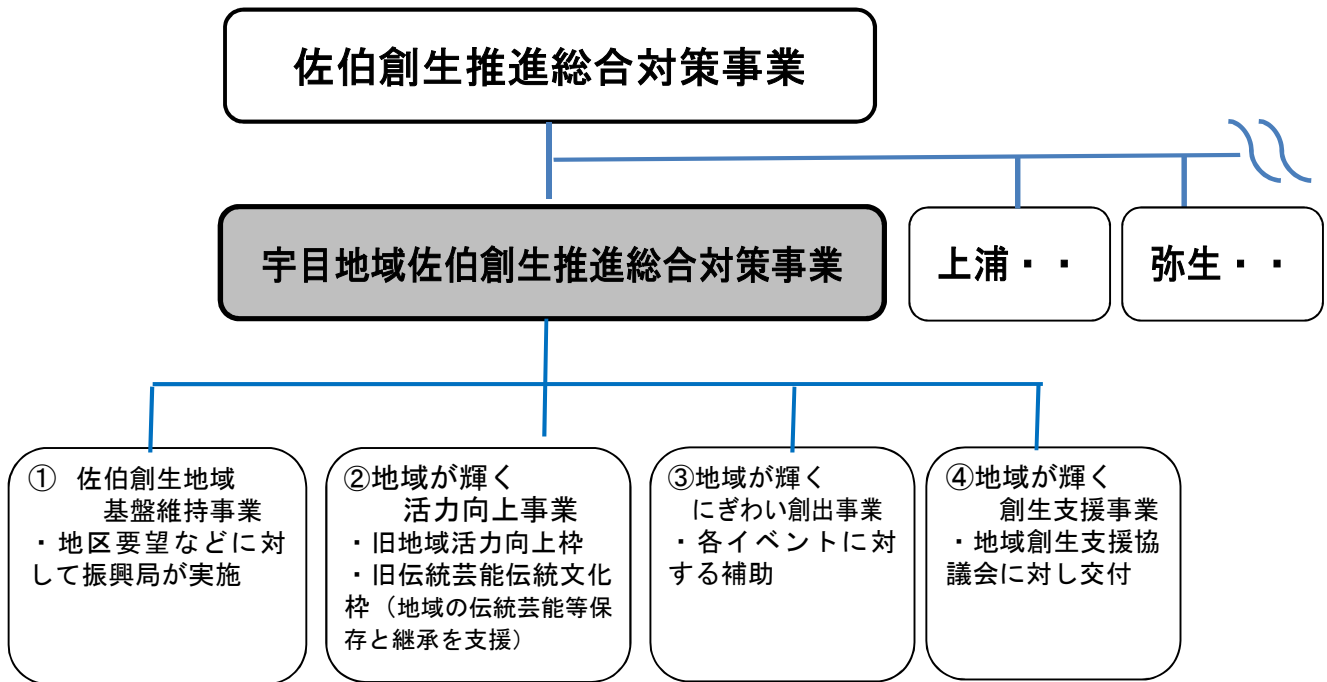 佐伯創生推進総合対策事業
宇目地域佐伯創生推進総合対策事業
上浦・・
弥生・・
① 佐伯創生地域
基盤維持事業
・地区要望などに対
して振興局が実施
②地域が輝く
活力向上事業
・旧地域活力向上枠
・旧伝統芸能伝統文化
枠（地域の伝統芸能等保
存と継承を支援）
③地域が輝く
にぎわい創出事業
・各イベントに対
する補助
④地域が輝く
創生支援事業
・地域創生支援協
議会に対し交付